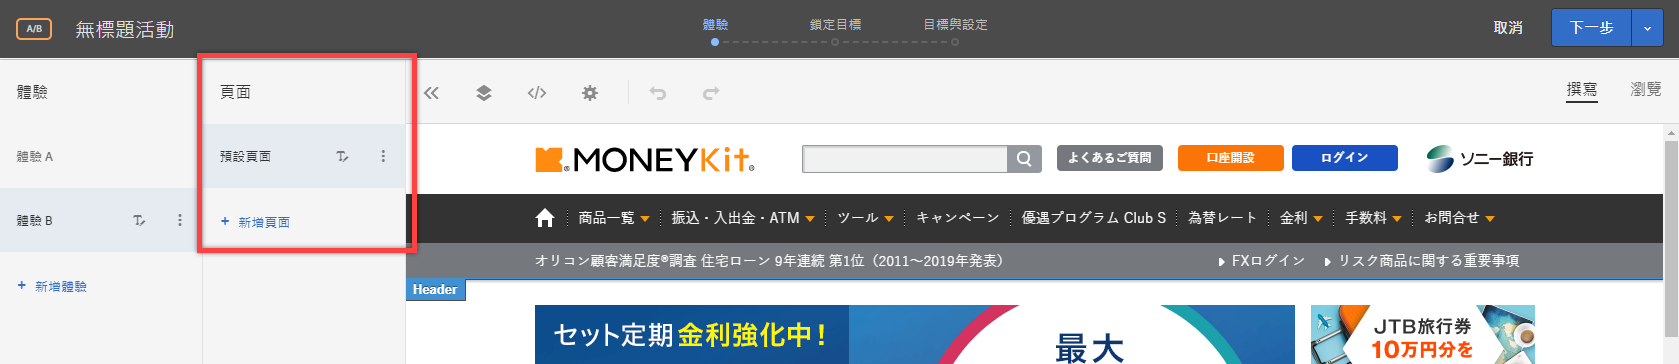 A/B
無標題活動
體驗
鎖定目標
目標與設定
取消
下一步
體驗
頁面
撰寫
瀏覽
體驗 A
預設頁面
MONEYKit
よくあるご質問
口座開設
ログイン
ソニー銀行
體驗 B
+ 新增頁面
商品一覧
振込・入出金・ATM
ツール
キャンペーン
優遇プログラム Club S
為替レート
金利
手数料
お問合せ
オリコン顧客満足度®調査 住宅ローン 9年連続 第1位（2011～2019年発表）
FXログイン
リスク商品に関する重要事項
+ 新增體驗
Header
セット定期 金利強化中！
最大
JTB旅行券
10万円分を